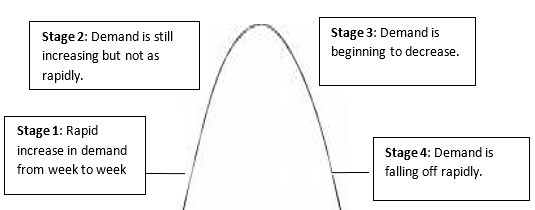 Stage 2: Demand is still
increasing but not as
rapidly.
Stage 3: Demand is
beginning to decrease.
Stage 1: Rapid
increase in demand
from week to week
Stage 4: Demand is
falling off rapidly.